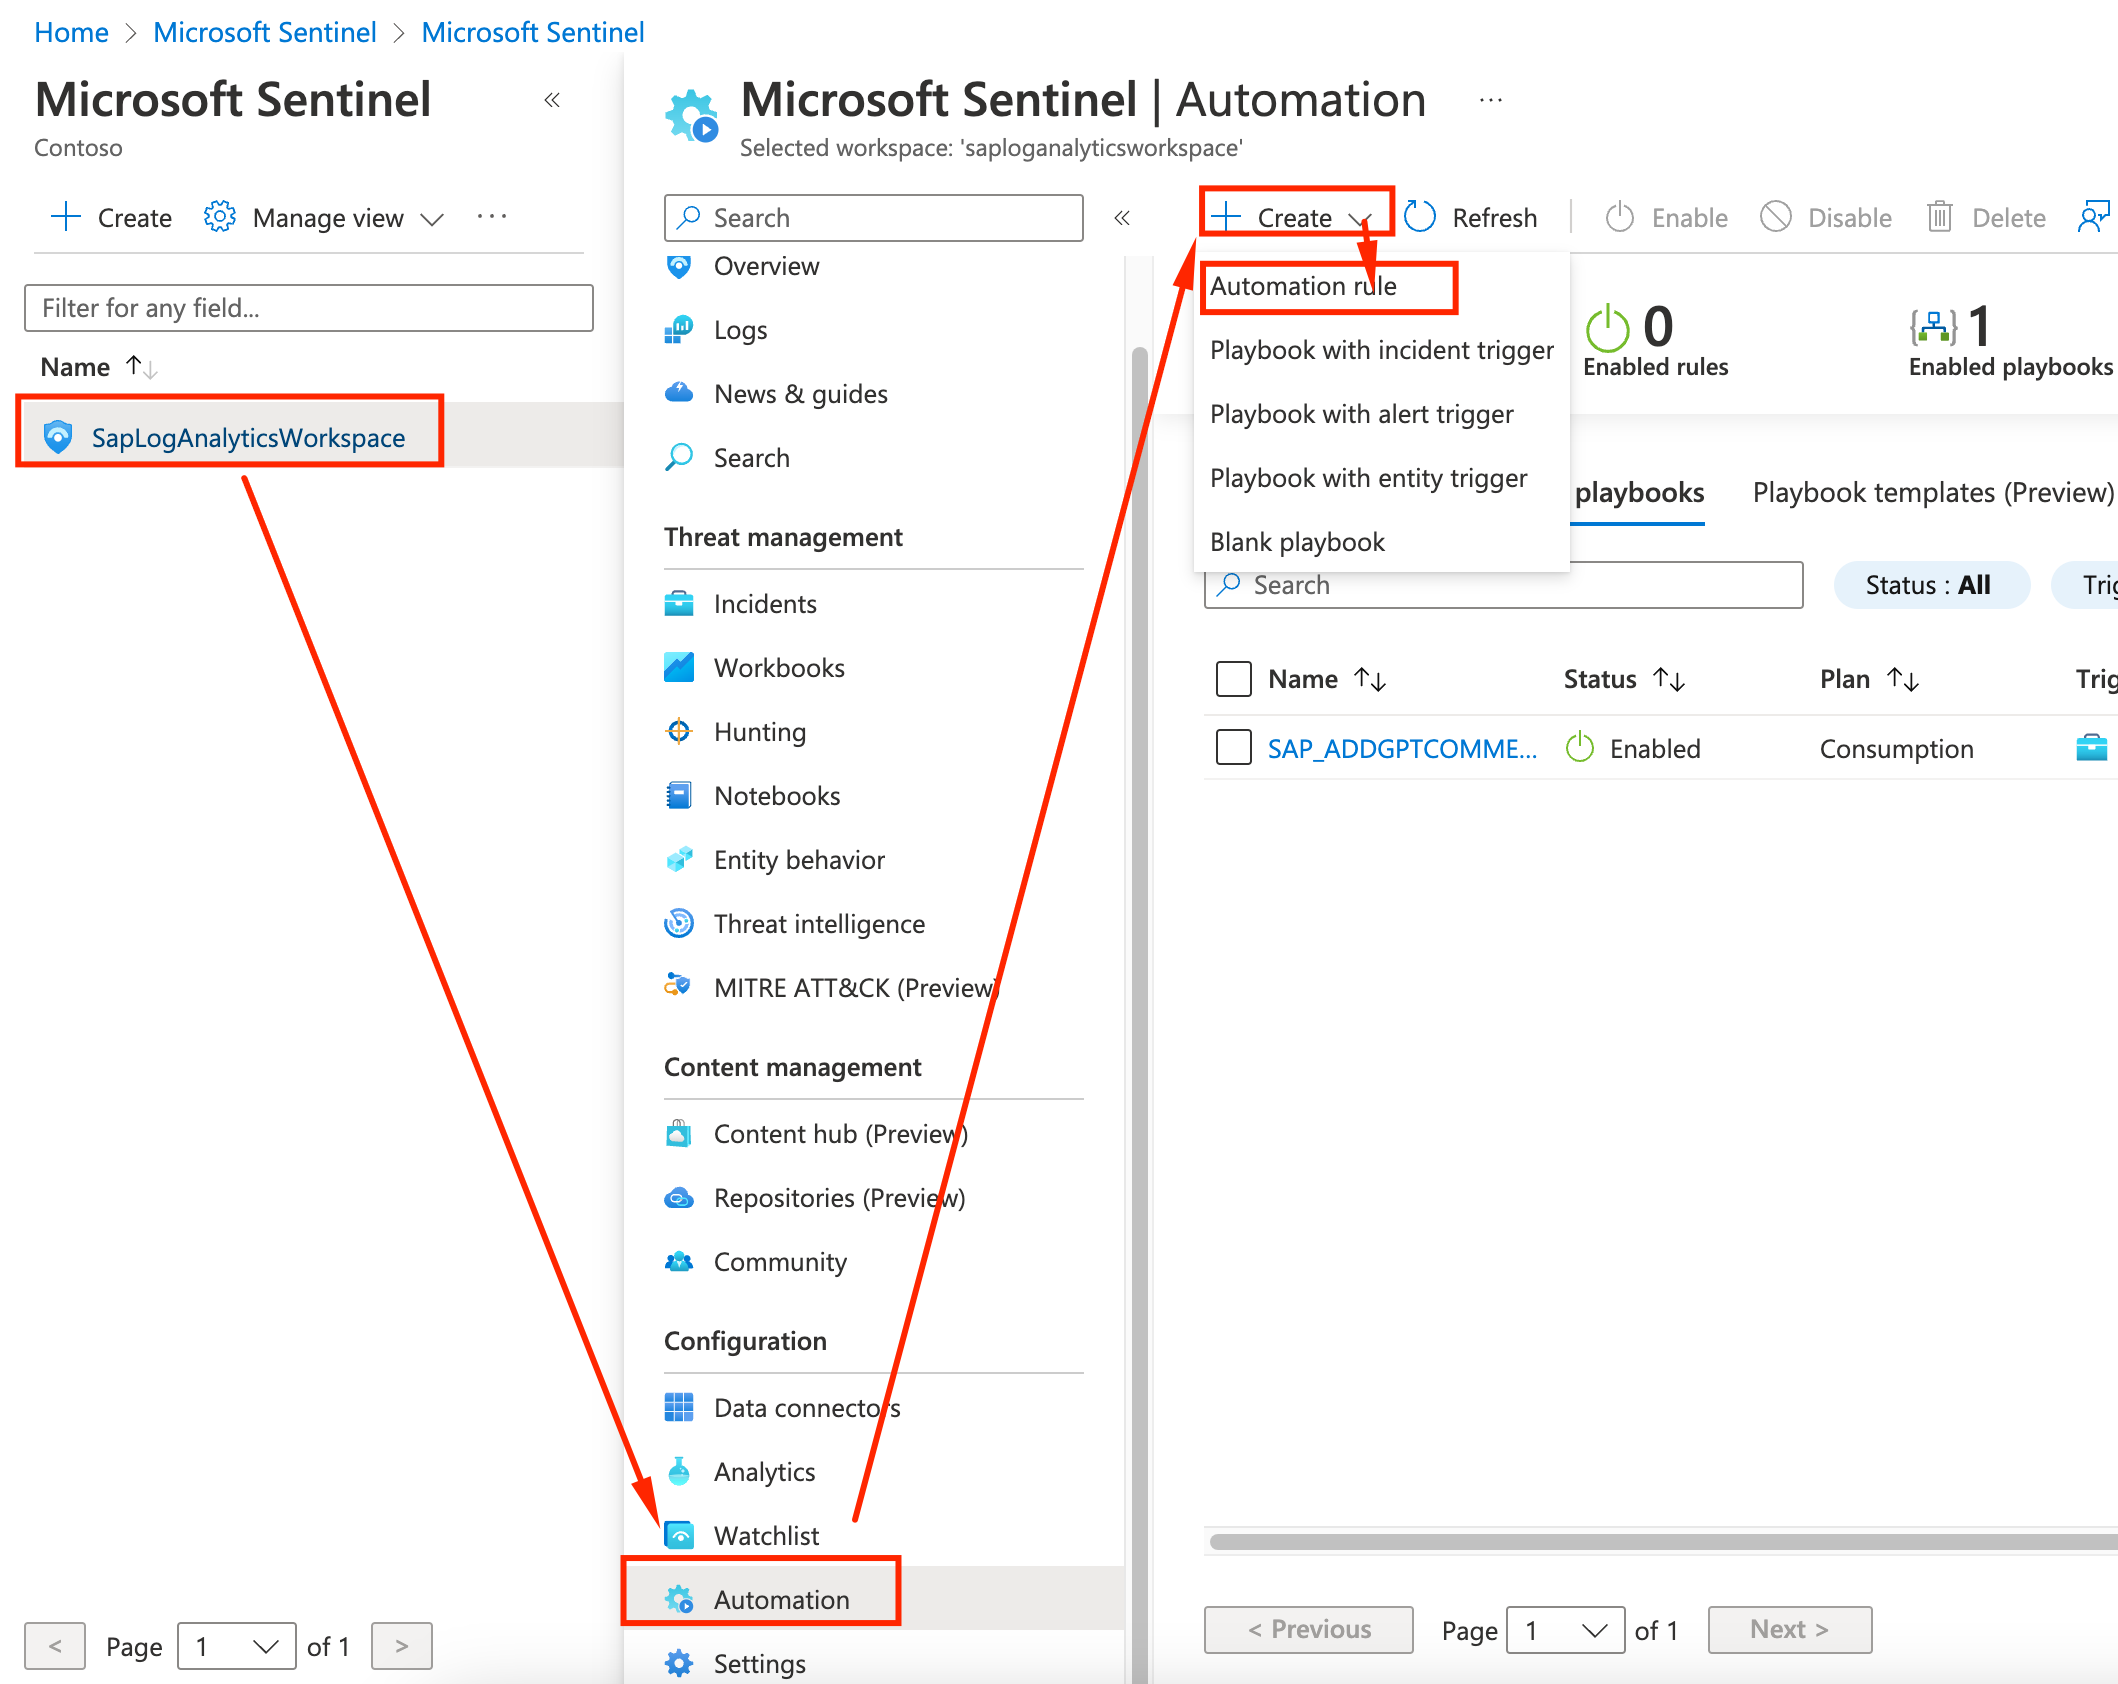 Home > Microsoft Sentinel > Microsoft Sentinel
Microsoft Sentinel «
Contoso
+ Create Manage view ...
Filter for any field...
Name ↑↓
SapLogAnalyticsWorkspace
< Page 1 of 1 >
Microsoft Sentinel | Automation ...
Selected workspace: 'saploganalyticsworkspace'
Search «
Overview
Logs
News & guides
Search
Threat management
Incidents
Workbooks
Hunting
Notebooks
Entity behavior
Threat intelligence
MITRE ATT&CK (Preview)
Content management
Content hub (Preview)
Repositories (Preview)
Community
Configuration
Data connectors
Analytics
Watchlist
Automation
Settings
+ Create Refresh Enable Disable Delete
Automation rule
Playbook with incident trigger
Playbook with alert trigger
Playbook with entity trigger
Blank playbook
0
Enabled rules
1
Enabled playbooks
playbooks Playbook templates (Preview)
Search Status : All Trig
Name ↑↓ Status ↑↓ Plan ↑↓ Trig
SAP_ADDGPTCOMME... Enabled Consumption
< Previous Page 1 of 1 Next >